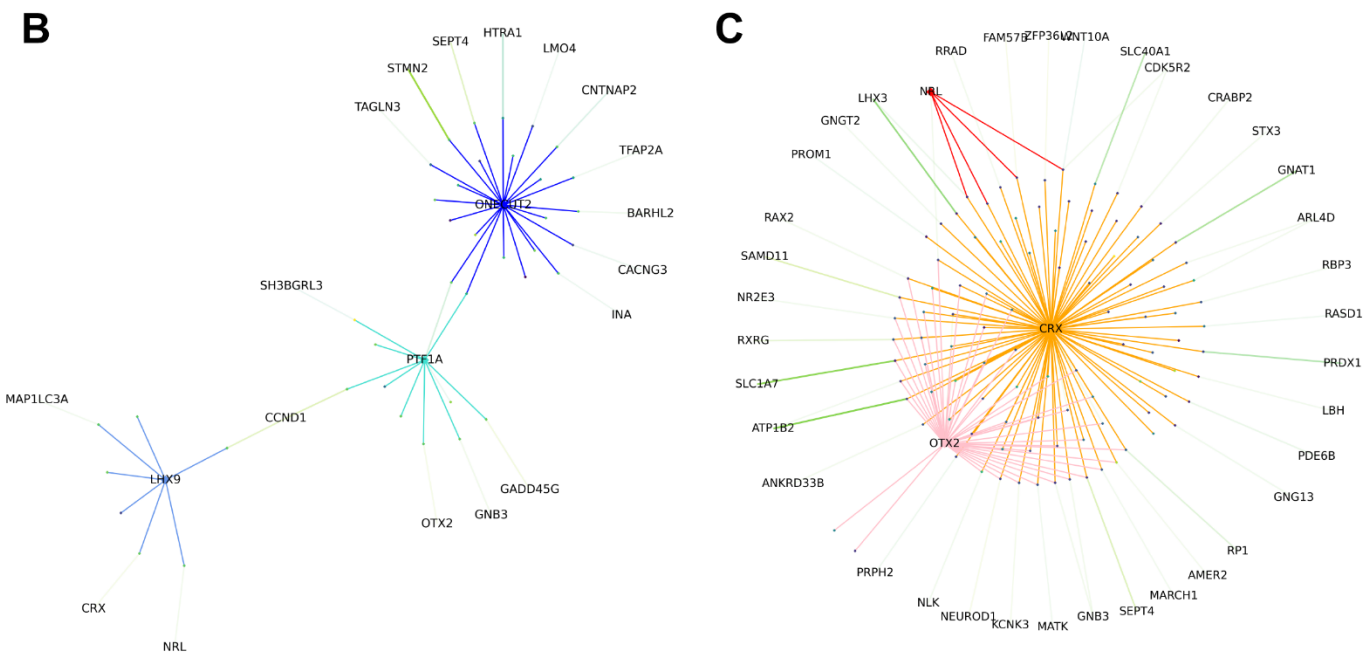 B
HTRA1
SEPT4
LMO4
STMN2
CNTNAP2
TAGLN3
TFAP2A
BARHL2
CACNG3
SH3BGRL3
INA
PTF1A
MAP1LC3A
CCND1
LHX9
GADD45G
GNB3
OTX2
CRX
NRL
C
FAM57B
ZFP36L2
WNT10A
RRAD
SLC40A1
CDK5R2
NRL
LHX3
CRABP2
GNGT2
STX3
PROM1
GNAT1
RAX2
ARL4D
SAMD11
RBP3
NR2E3
RASD1
CRX
RXRG
PRDX1
SLC1A7
LBH
ATP1B2
OTX2
PDE6B
ANKRD33B
GNG13
RP1
PRPH2
AMER2
MARCH1
NLK
SEPT4
NEUROD1
GNB3
KCNK3
MATK